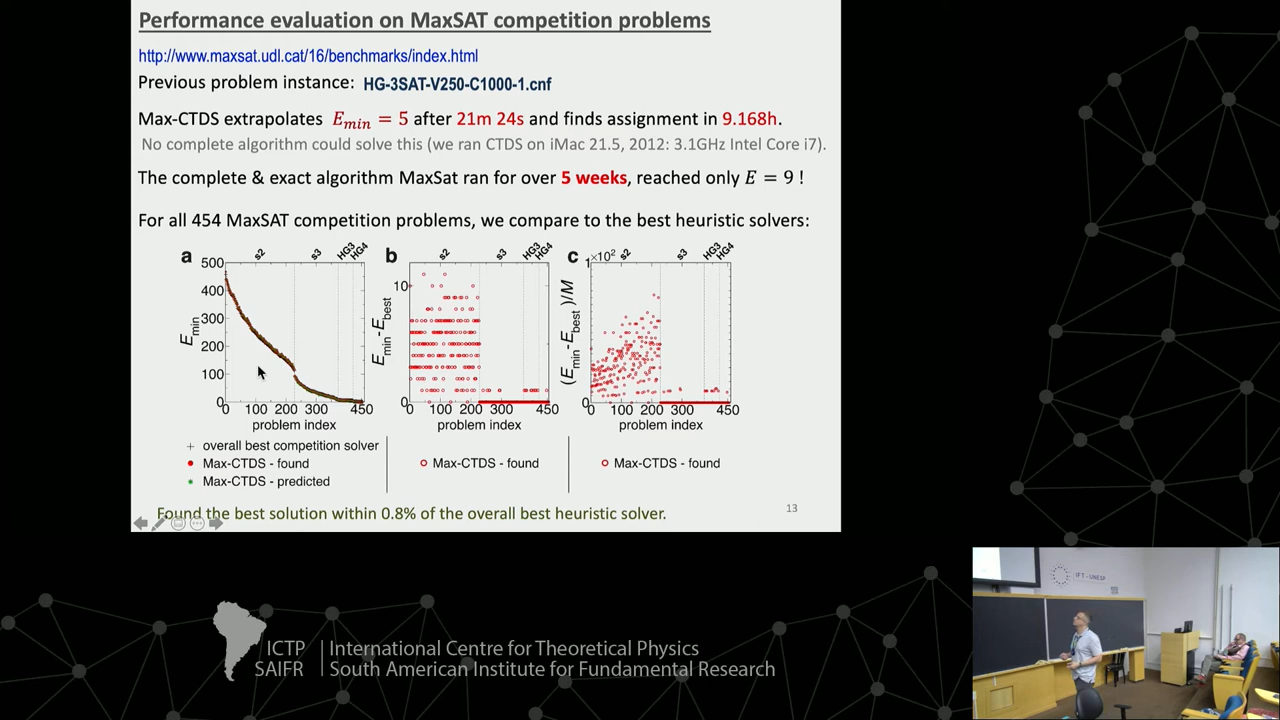 Performance evaluation on MaxSAT competition problems
http://www.maxsat.udl.cat/16/benchmarks/index.html
Previous problem instance: HG-3SAT-V250-C1000-1.cnf
Max-CTDS extrapolates E_min = 5 after 21m 24s and finds assignment in 9.168h.
No complete algorithm could solve this (we ran CTDS on iMac 21.5, 2012: 3.1GHz Intel Core i7).
The complete & exact algorithm MaxSat ran for over 5 weeks, reached only E = 9 !
For all 454 MaxSAT competition problems, we compare to the best heuristic solvers:
a
s2 s3 HG3 HG4
500
400
300
200
100
0
E_min
0 100 200 300 450
problem index
+ overall best competition solver
Max-CTDS - found
Max-CTDS - predicted
b
s2 s3 HG3 HG4
10
0
E_min-E_best
0 100 200 300 450
problem index
Max-CTDS - found
c
1×10²
s2 s3 HG3 HG4
(E_min-E_best)/M
0
0 100 200 300 450
problem index
Max-CTDS - found
Found the best solution within 0.8% of the overall best heuristic solver.
13
IFT - UNESP
ICTP International Centre for Theoretical Physics
SAIFR South American Institute for Fundamental Research